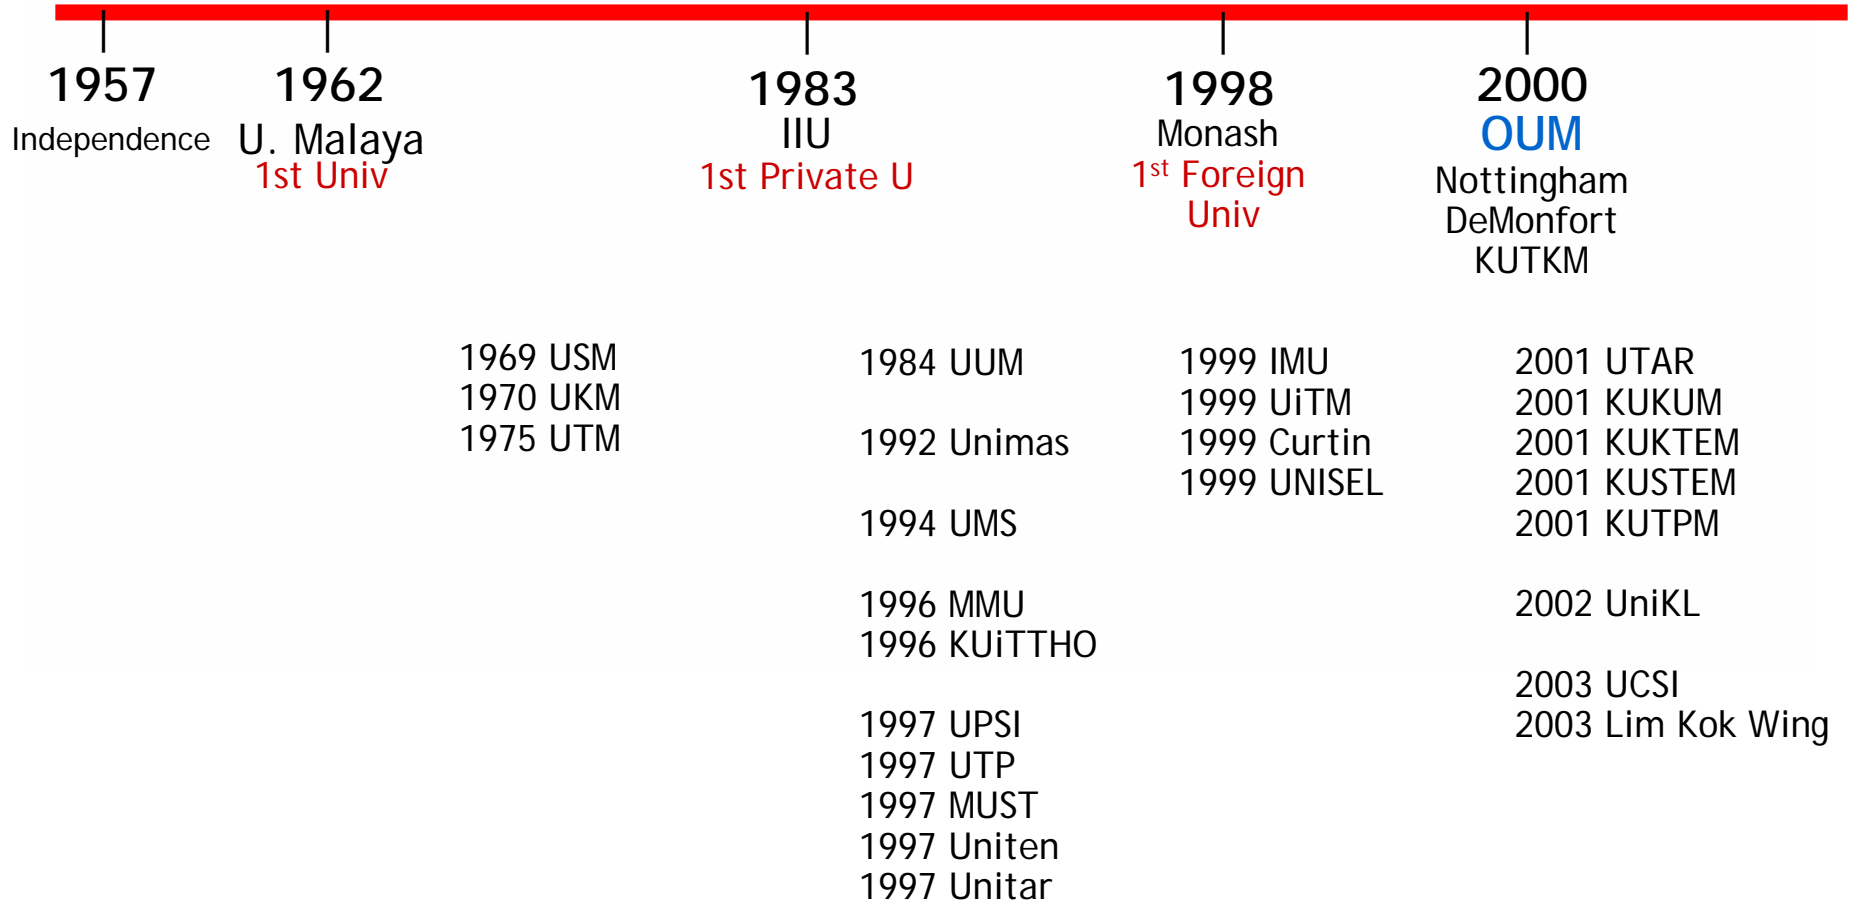 1957
Independence
1962
U. Malaya
1st Univ
1983
IIU
1st Private U
1998
Monash
1st Foreign
Univ
2000
OUM
Nottingham
DeMonfort
KUTKM
1969 USM
1970 UKM
1975 UTM
1984 UUM
1992 Unimas
1994 UMS
1996 MMU
1996 KUiTTHO
1997 UPSI
1997 UTP
1997 MUST
1997 Uniten
1997 Unitar
1999 IMU
1999 UiTM
1999 Curtin
1999 UNISEL
2001 UTAR
2001 KUKUM
2001 KUKTEM
2001 KUSTEM
2001 KUTPM
2002 UniKL
2003 UCSI
2003 Lim Kok Wing